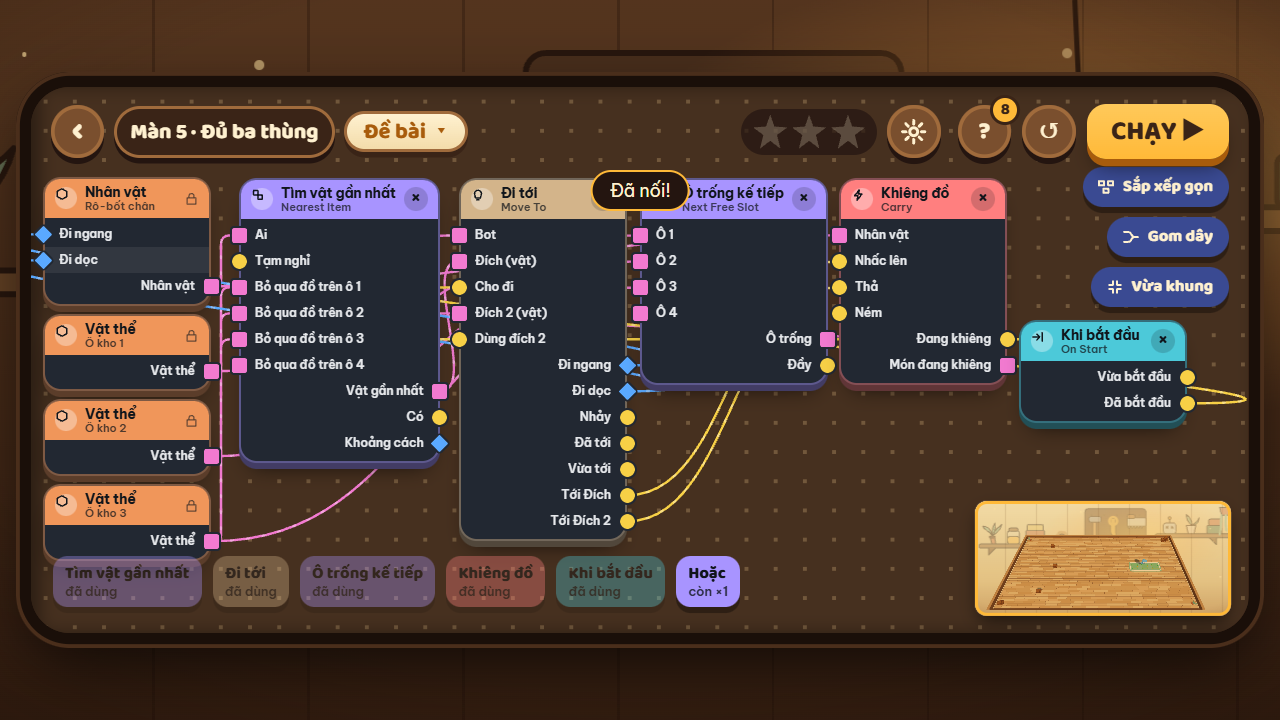 Màn 5 • Đủ ba thùng
Đề bài
?
8
CHẠY
Nhân vật
Rô-bốt chân
Đi ngang
Đi dọc
Nhân vật
Vật thể
Ô kho 1
Vật thể
Vật thể
Ô kho 2
Vật thể
Vật thể
Ô kho 3
Vật thể
Tìm vật gần nhất
Nearest Item
Ai
Tạm nghỉ
Bỏ qua đồ trên ô 1
Bỏ qua đồ trên ô 2
Bỏ qua đồ trên ô 3
Bỏ qua đồ trên ô 4
Vật gần nhất
Có
Khoảng cách
Đi tới
Move To
Bot
Đích (vật)
Cho đi
Đích 2 (vật)
Dùng đích 2
Đi ngang
Đi dọc
Nhảy
Đã tới
Vừa tới
Tới Đích
Tới Đích 2
Đã nối!
trống kế tiếp
Next Free Slot
Ô 1
Ô 2
Ô 3
Ô 4
Ô trống
Đầy
Khiêng đồ
Carry
Nhân vật
Nhấc lên
Thả
Ném
Đang khiêng
Món đang khiêng
Sắp xếp gọn
Gom dây
Vừa khung
Khi bắt đầu
On Start
Vừa bắt đầu
Đã bắt đầu
Tìm vật gần nhất
đã dùng
Đi tới
đã dùng
Ô trống kế tiếp
đã dùng
Khiêng đồ
đã dùng
Khi bắt đầu
đã dùng
Hoặc
còn ×1